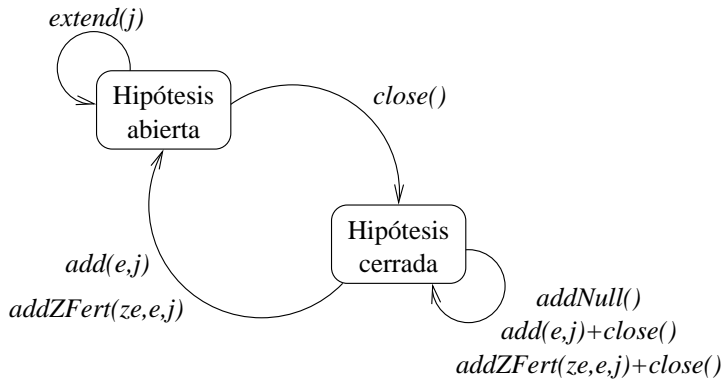 extend(j)
Hipótesis
abierta
close()
Hipótesis
cerrada
add(e,j)
addZFert(ze,e,j)
addNull()
add(e,j)+close()
addZFert(ze,e,j)+close()